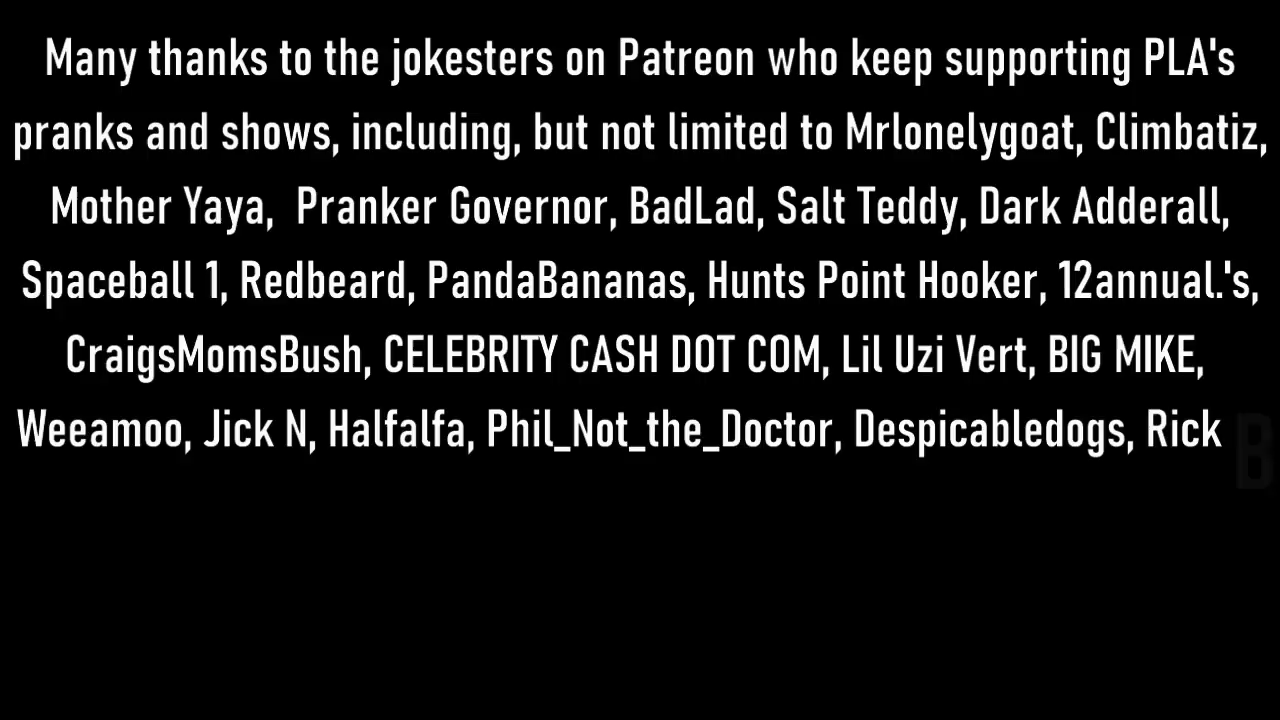 Many thanks to the jokesters on Patreon who keep supporting PLA's
pranks and shows, including, but not limited to Mrlonelygoat, Climbatiz,
Mother Yaya,  Pranker Governor, BadLad, Salt Teddy, Dark Adderall,
Spaceball 1, Redbeard, PandaBananas, Hunts Point Hooker, 12annual.'s,
CraigsMomsBush, CELEBRITY CASH DOT COM, Lil Uzi Vert, BIG MIKE,
Weeamoo, Jick N, Halfalfa, Phil_Not_the_Doctor, Despicabledogs, Rick B